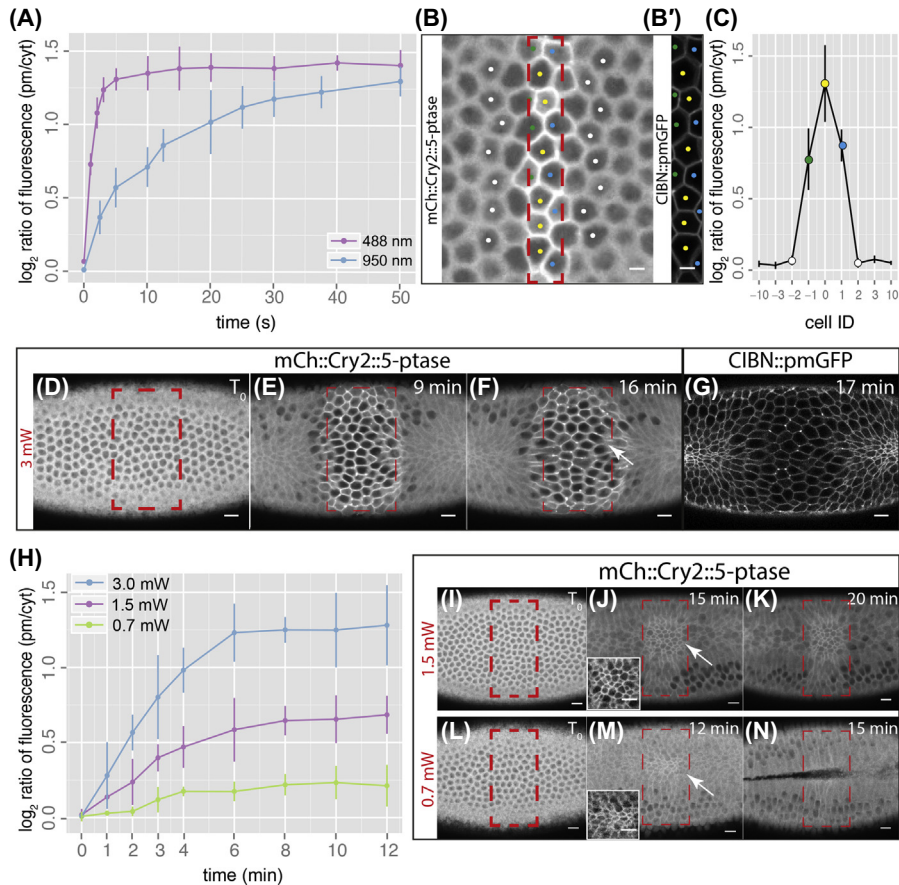 (A)
log2 ratio of fluorescence (pm/cyt)
1.5
1.0
0.5
0.0
488 nm
950 nm
0 10 20 30 40 50
time (s)
(B)
mCh::Cry2::5-ptase
(B′)
CIBN::pmGFP
(C)
log2 ratio of fluorescence (pm/cyt)
1.5
1.0
0.5
0.0
−10 −3 −2 −1 0 1 2 3 10
cell ID
mCh::Cry2::5-ptase
CIBN::pmGFP
3 mW
(D)
T0
(E)
9 min
(F)
16 min
(G)
17 min
(H)
log2 ratio of fluorescence (pm/cyt)
1.5
1.0
0.5
0.0
3.0 mW
1.5 mW
0.7 mW
0 1 2 3 4 6 8 10 12
time (min)
mCh::Cry2::5-ptase
1.5 mW
(I)
T0
(J)
15 min
(K)
20 min
0.7 mW
(L)
T0
(M)
12 min
(N)
15 min